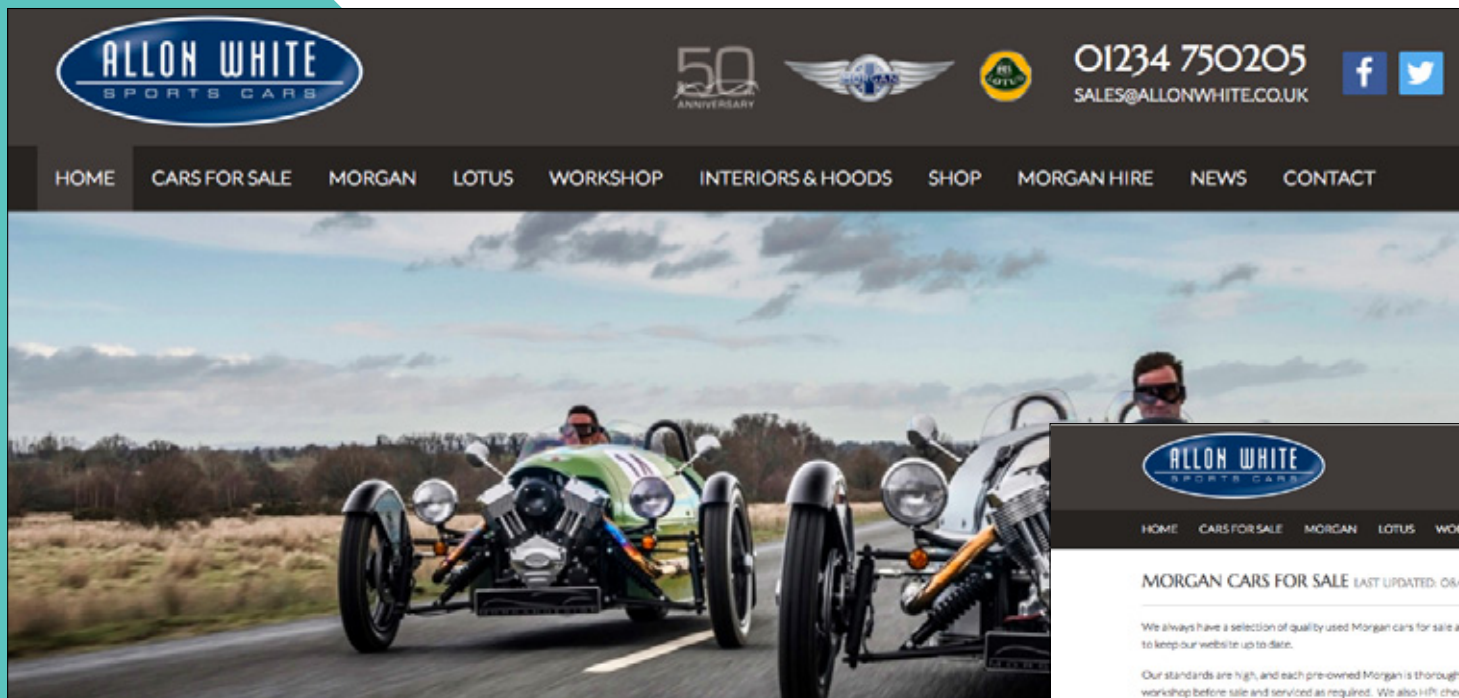 ALLON WHITE
SPORTS CARS
50
ANNIVERSARY
MORGAN
LOTUS
01234 750205
SALES@ALLONWHITE.CO.UK
f
HOME CARS FOR SALE MORGAN LOTUS WORKSHOP INTERIORS & HOODS SHOP MORGAN HIRE NEWS CONTACT
ALLON WHITE
SPORTS CARS
HOME CARS FOR SALE MORGAN LOTUS WOR
MORGAN CARS FOR SALE LAST UPDATED: 08/
We always have a selection of quality used Morgan cars for sale a
to keep our website up to date.
Our standards are high, and each pre-owned Morgan is thorough
workshop before sale and serviced as required. We also HPI che